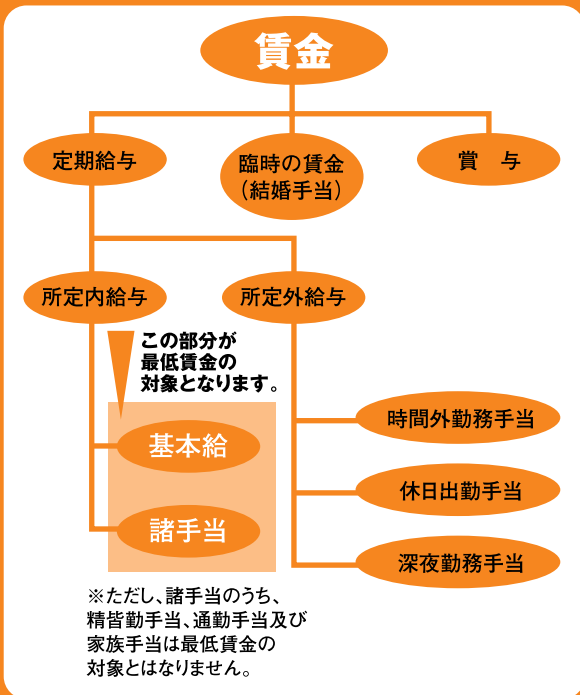 賃金
定期給与
臨時の賃金
（結婚手当）
賞　与
所定内給与
所定外給与
この部分が
最低賃金の
対象となります。
基本給
諸手当
時間外勤務手当
休日出勤手当
深夜勤務手当
※ただし、諸手当のうち、
精皆勤手当、通勤手当及び
家族手当は最低賃金の
対象とはなりません。